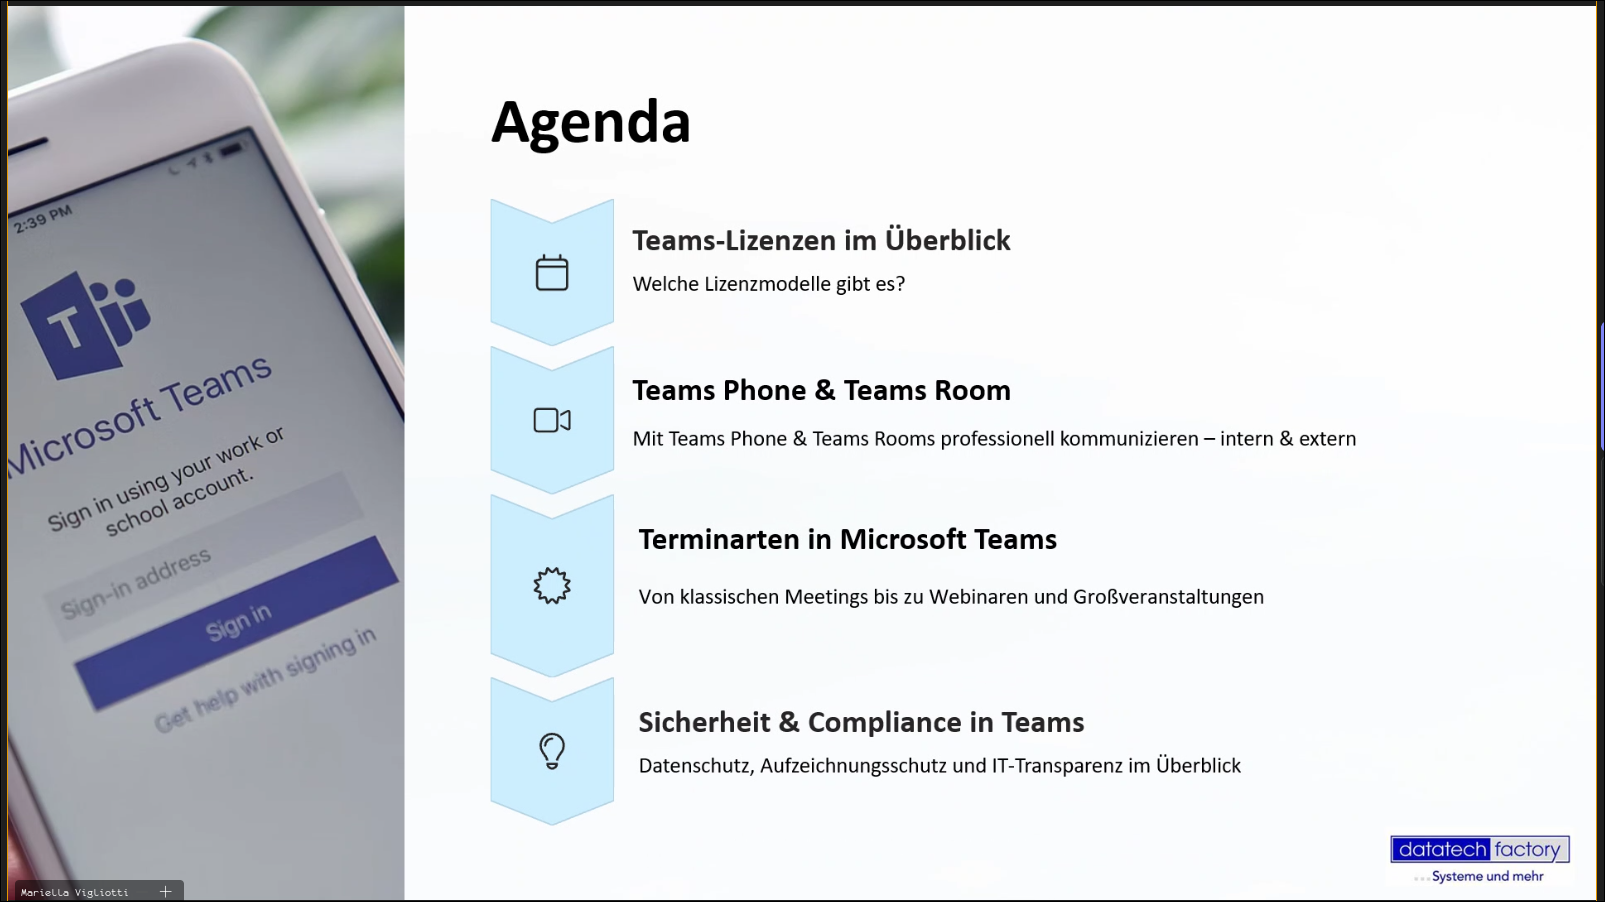 Agenda
Teams-Lizenzen im Überblick
Welche Lizenzmodelle gibt es?
Teams Phone & Teams Room
Mit Teams Phone & Teams Rooms professionell kommunizieren – intern & extern
Terminarten in Microsoft Teams
Von klassischen Meetings bis zu Webinaren und Großveranstaltungen
Sicherheit & Compliance in Teams
Datenschutz, Aufzeichnungsschutz und IT-Transparenz im Überblick
2:39 PM
T
Microsoft Teams
Sign in using your work or
school account.
Sign-in address
Sign in
Get help with signing in
Mariella Vigliotti
datatech factory
...Systeme und mehr